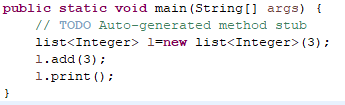 public static void main(String[] args) {
// TODO Auto-generated method stub
list<Integer> l=new list<Integer>(3);
l.add(3);
l.print();
}